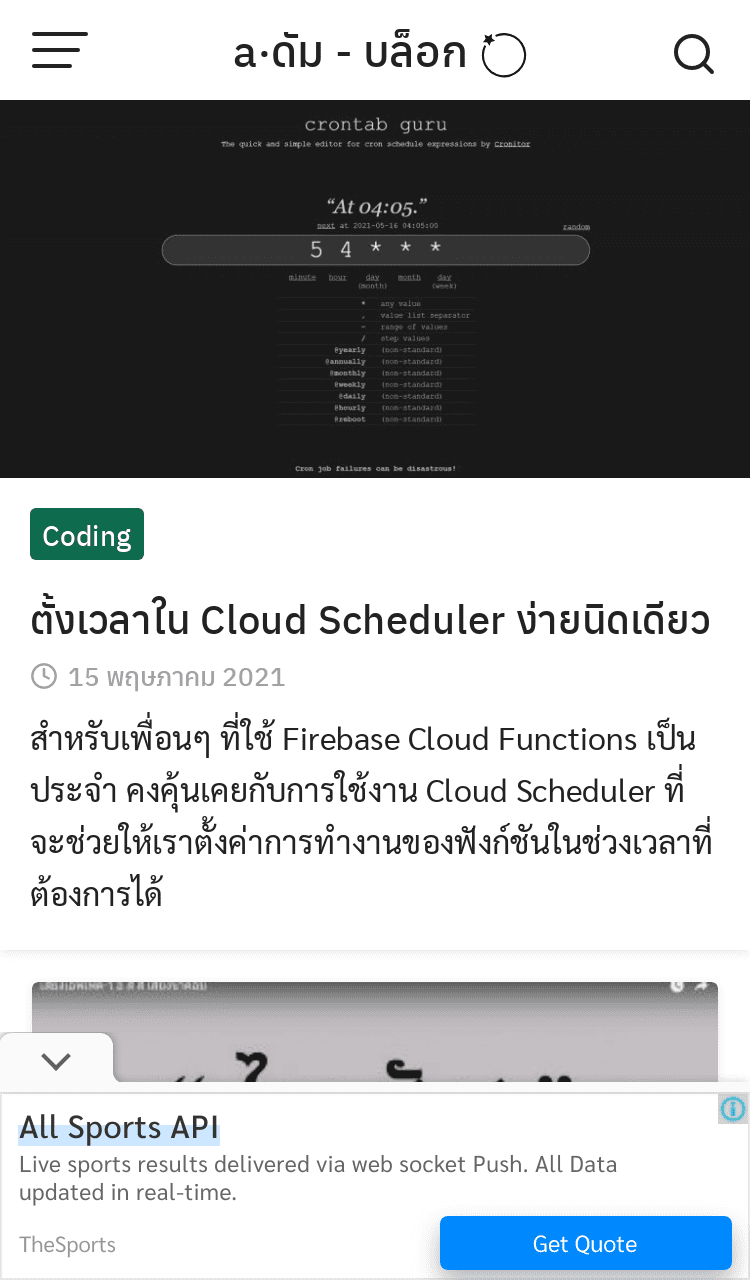 a·ดัม - บล็อก
crontab guru
The quick and simple editor for cron schedule expressions by Cronitor
“At 04:05.”
next at 2021-05-16 04:05:00
random
5 4 * * *
minute hour day (month) month day (week)
* any value
, value list separator
- range of values
/ step values
@yearly (non-standard)
@annually (non-standard)
@monthly (non-standard)
@weekly (non-standard)
@daily (non-standard)
@hourly (non-standard)
@reboot (non-standard)
Cron job failures can be disastrous!
Coding
ตั้งเวลาใน Cloud Scheduler ง่ายนิดเดียว
15 พฤษภาคม 2021
สำหรับเพื่อนๆ ที่ใช้ Firebase Cloud Functions เป็น
ประจำ คงคุ้นเคยกับการใช้งาน Cloud Scheduler ที่
จะช่วยให้เราตั้งค่าการทำงานของฟังก์ชันในช่วงเวลาที่
ต้องการได้
All Sports API
Live sports results delivered via web socket Push. All Data
updated in real-time.
TheSports
Get Quote